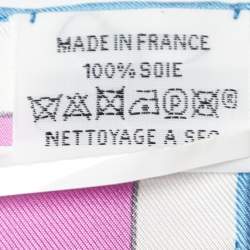 MADE IN FRANCE
100% SOIE
NETTOYAGE A SEC